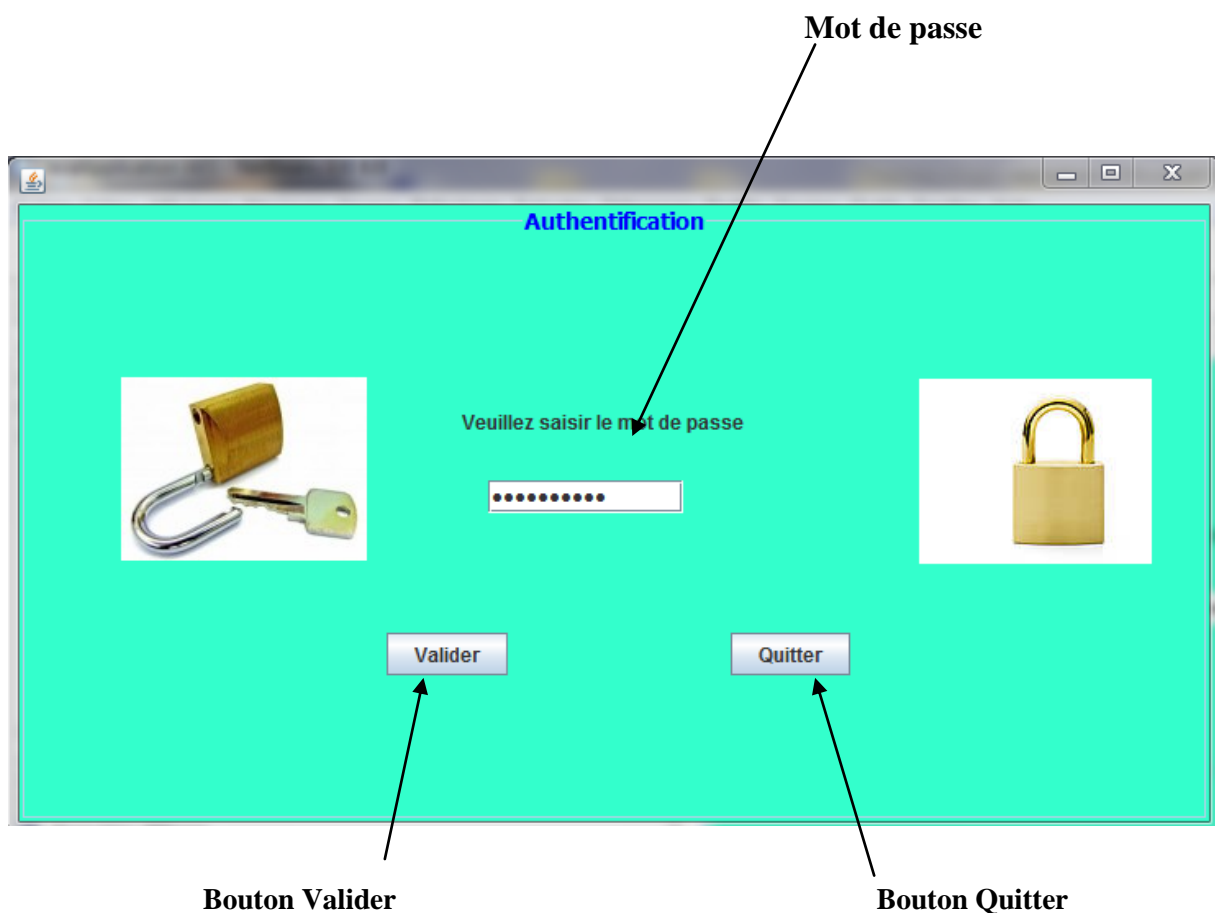 Mot de passe
Authentification
Veuillez saisir le mot de passe
Valider
Quitter
Bouton Valider
Bouton Quitter